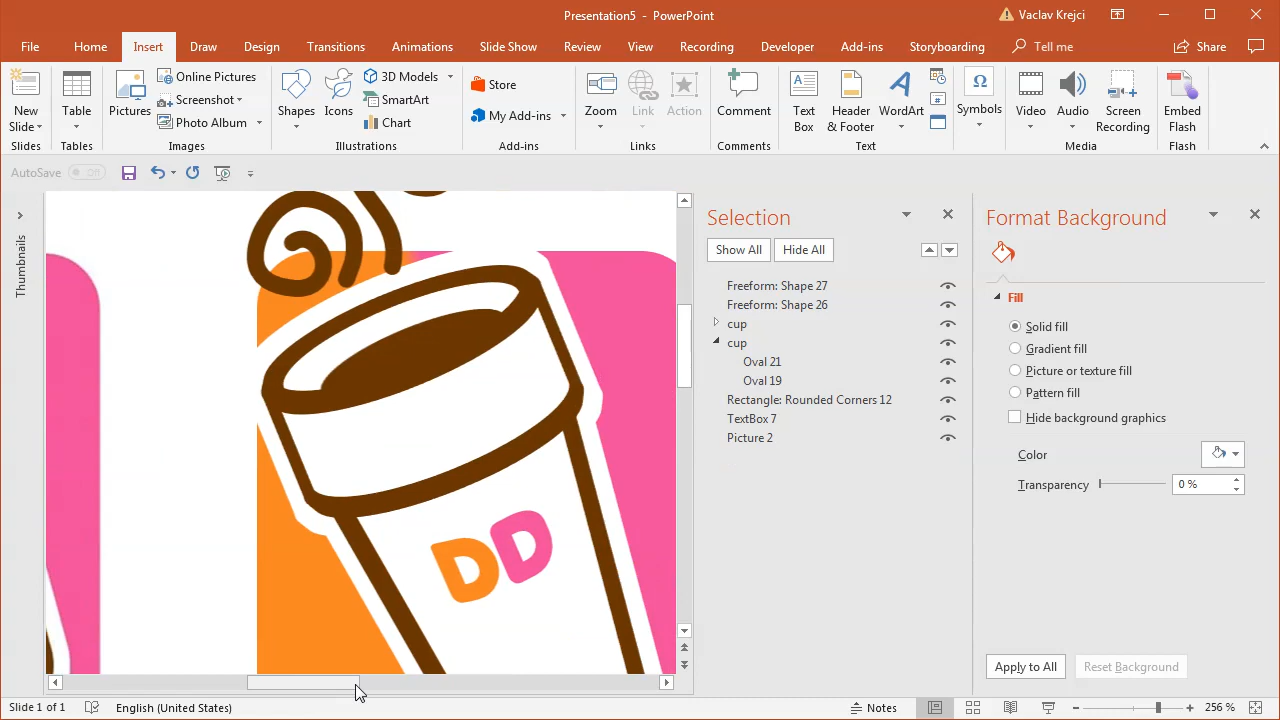 Presentation5 - PowerPoint
Vaclav Krejci
File Home Insert Draw Design Transitions Animations Slide Show Review View Recording Developer Add-ins Storyboarding Tell me Share
New Slide
Table
Pictures
Online Pictures
Screenshot
Photo Album
Shapes
Icons
3D Models
SmartArt
Chart
Store
My Add-ins
Zoom
Link
Action
Comment
Text Box
Header & Footer
WordArt
Symbols
Video
Audio
Screen Recording
Embed Flash
Slides Tables Images Illustrations Add-ins Links Comments Text Media Flash
AutoSave Off
Thumbnails
DD
Selection
Show All Hide All
Freeform: Shape 27
Freeform: Shape 26
cup
cup
Oval 21
Oval 19
Rectangle: Rounded Corners 12
TextBox 7
Picture 2
Format Background
Fill
Solid fill
Gradient fill
Picture or texture fill
Pattern fill
Hide background graphics
Color
Transparency 0 %
Apply to All Reset Background
Slide 1 of 1 English (United States) Notes 256 %